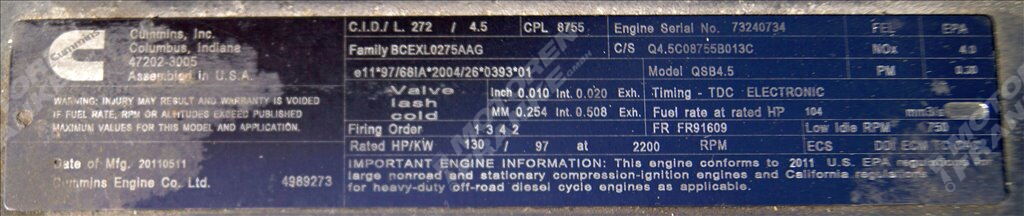 Cummins
Cummins, Inc.
Columbus, Indiana
47202-3005
Assembled in U.S.A.
WARNING: INJURY MAY RESULT AND WARRANTY IS VOIDED
IF FUEL RATE, RPM OR ALTITUDES EXCEED PUBLISHED
MAXIMUM VALUES FOR THIS MODEL AND APPLICATION.
Date of Mfg. 20110511
Cummins Engine Co. Ltd. 4989273
C.I.D./L. 272 / 4.5 CPL 8755 Engine Serial No. 73240734 FEL EPA
Family BCEXL0275AAG C/S Q4.5C08755B013C NOx 4.0
e11*97/68IA*2004/26*0393*01 Model QSB4.5 PM 0.30
Valve lash cold Inch 0.010 Int. 0.020 Exh. Timing - TDC ELECTRONIC
MM 0.254 Int. 0.508 Exh. Fuel rate at rated HP 104
Firing Order 1 3 4 2 FR FR91609 Low Idle RPM 750
Rated HP/KW 130 / 97 at 2200 RPM ECS DDI ECM TC
IMPORTANT ENGINE INFORMATION: This engine conforms to 2011 U.S. EPA regulations for
large nonroad and stationary compression-ignition engines and California regulations
for heavy-duty off-road diesel cycle engines as applicable.